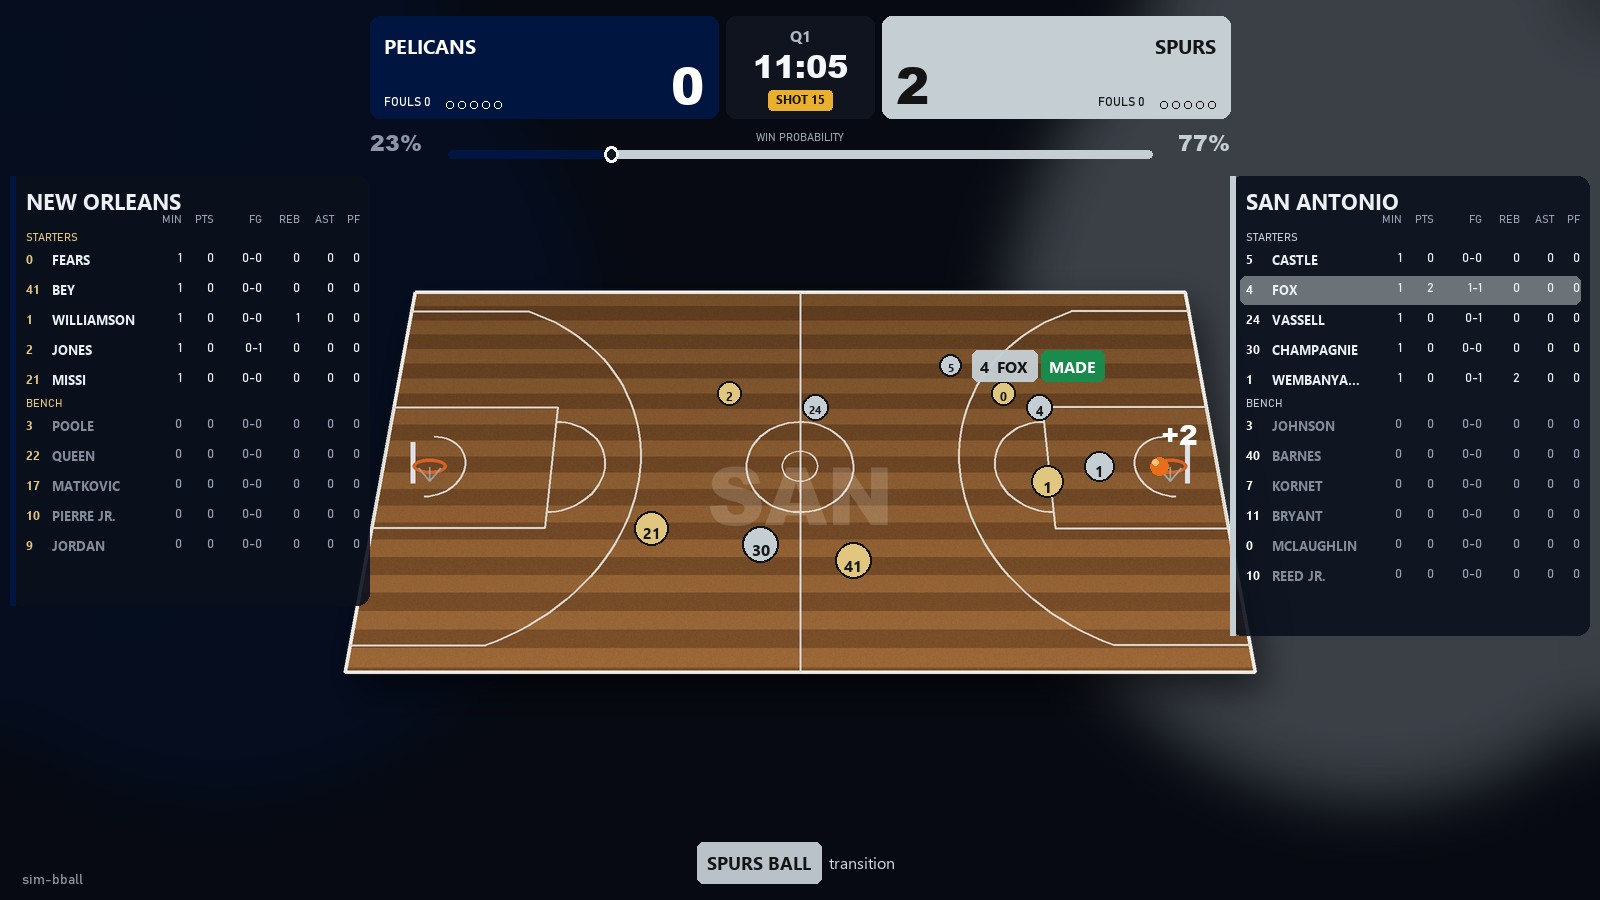 PELICANS
0
FOULS 0
Q1
11:05
SHOT 15
SPURS
2
FOULS 0
23%
WIN PROBABILITY
77%
NEW ORLEANS
MIN PTS FG REB AST PF
STARTERS
0 FEARS 1 0 0-0 0 0 0
41 BEY 1 0 0-0 0 0 0
1 WILLIAMSON 1 0 0-0 1 0 0
2 JONES 1 0 0-1 0 0 0
21 MISSI 1 0 0-0 0 0 0
BENCH
3 POOLE 0 0 0-0 0 0 0
22 QUEEN 0 0 0-0 0 0 0
17 MATKOVIC 0 0 0-0 0 0 0
10 PIERRE JR. 0 0 0-0 0 0 0
9 JORDAN 0 0 0-0 0 0 0
SAN ANTONIO
MIN PTS FG REB AST PF
STARTERS
5 CASTLE 1 0 0-0 0 0 0
4 FOX 1 2 1-1 0 0 0
24 VASSELL 1 0 0-1 0 0 0
30 CHAMPAGNIE 1 0 0-0 0 0 0
1 WEMBANYA... 1 0 0-1 2 0 0
BENCH
3 JOHNSON 0 0 0-0 0 0 0
40 BARNES 0 0 0-0 0 0 0
7 KORNET 0 0 0-0 0 0 0
11 BRYANT 0 0 0-0 0 0 0
0 MCLAUGHLIN 0 0 0-0 0 0 0
10 REED JR. 0 0 0-0 0 0 0
5
4 FOX MADE
2
0
24
4
+2
1
1
SAN
21
30
41
SPURS BALL transition
sim-bball